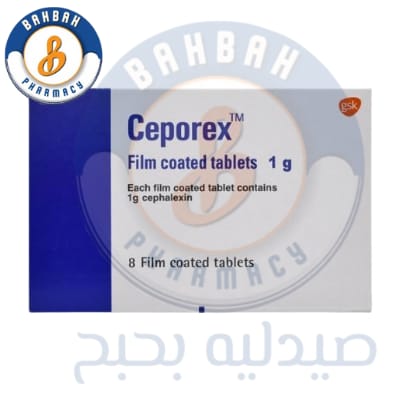 BAHBAH
PHARMACY
BAHBAH
Ceporex™
gsk
Film coated tablets 1 g
Each film coated tablet contains
1g cephalexin
8 Film coated tablets
PHARMACY
صيدليه بحبح